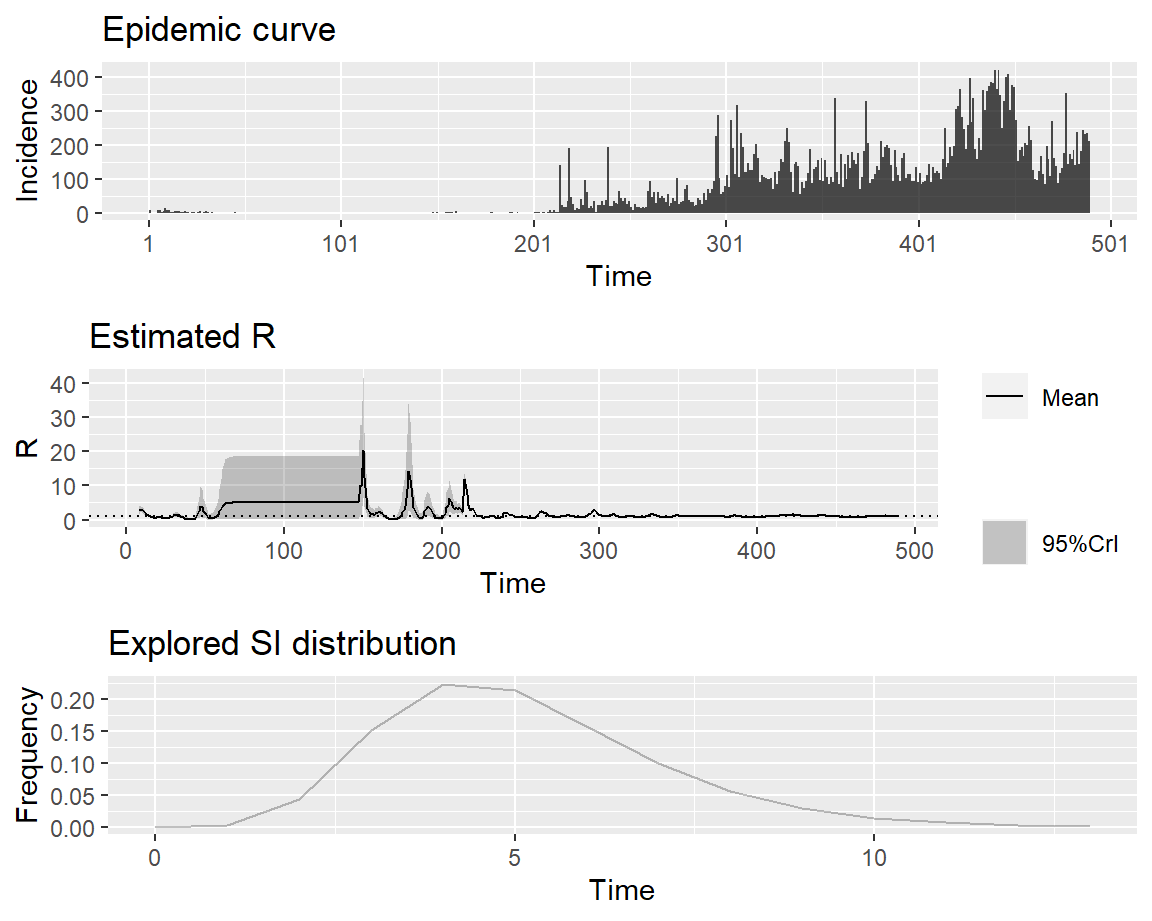 Epidemic curve
400
300
200
100
0
Incidence
1 101 201 301 401 501
Time
Estimated R
40
30
20
10
0
R
0 100 200 300 400 500
Time
Mean
95%CrI
Explored SI distribution
0.20
0.15
0.10
0.05
0.00
Frequency
0 5 10
Time